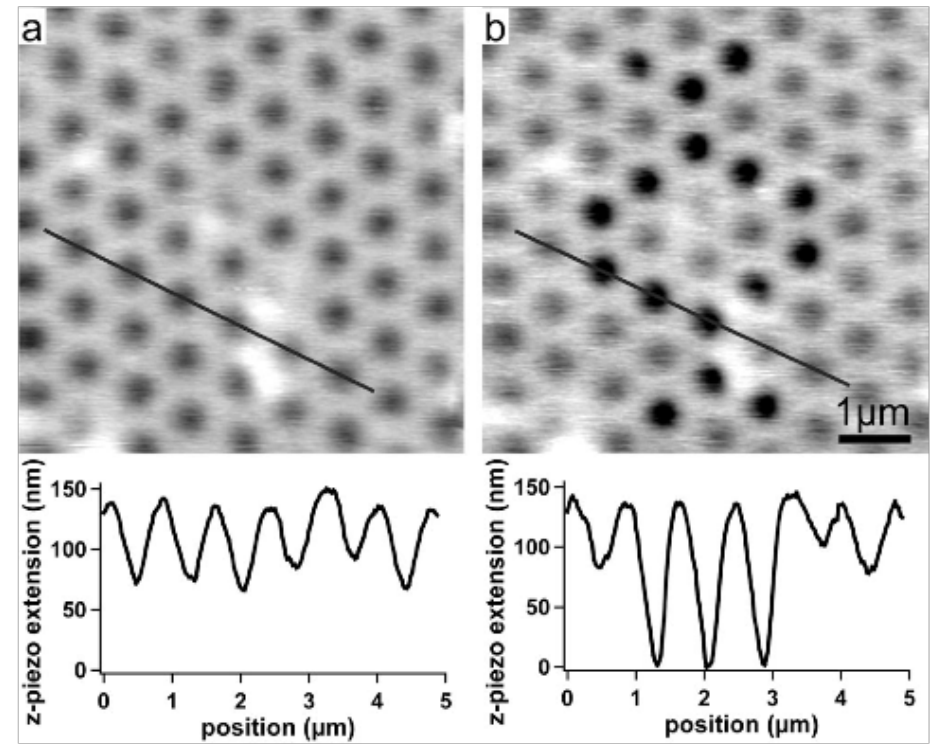 a
b
1μm
z-piezo extension (nm)
150
100
50
0
0 1 2 3 4 5
position (μm)
z-piezo extension (nm)
150
100
50
0
0 1 2 3 4 5
position (μm)